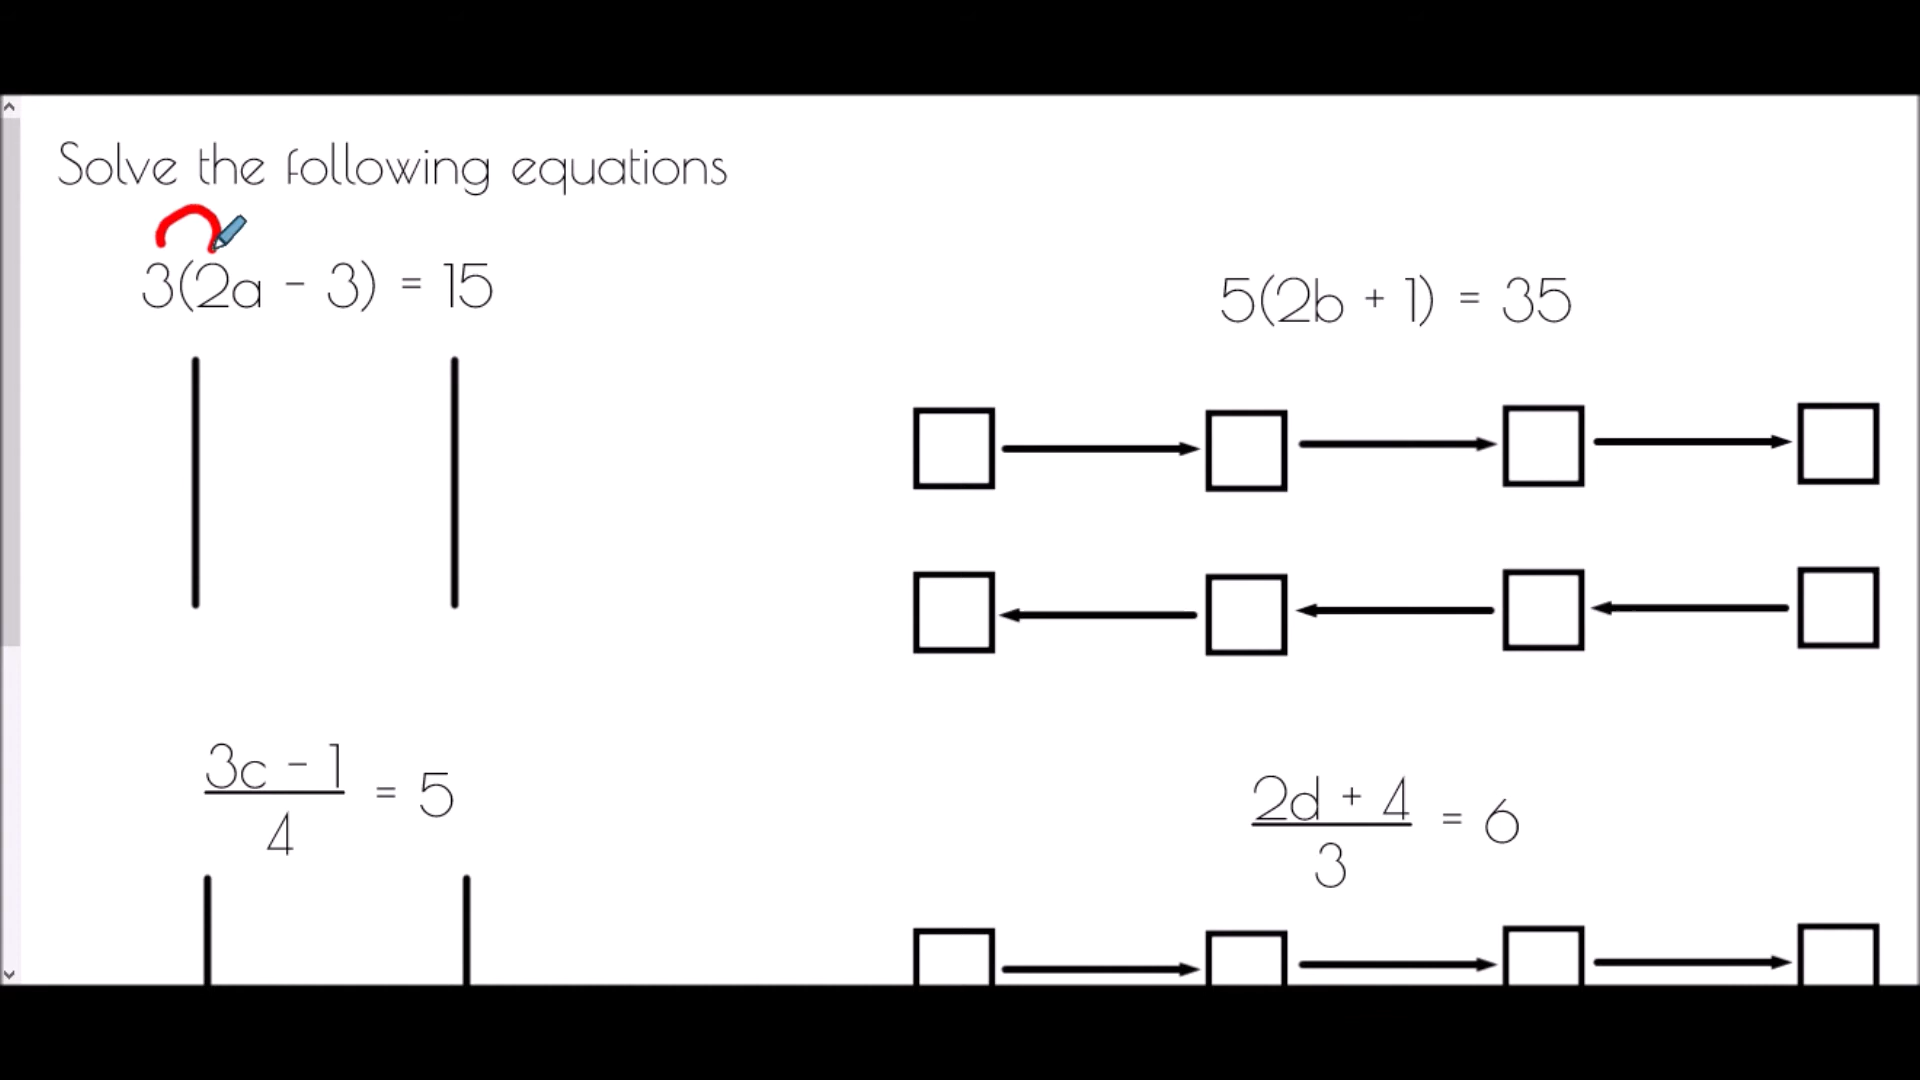 Solve the following equations
3(2a - 3) = 15
5(2b + 1) = 35
3c - 1
4
= 5
2d + 4
3
= 6